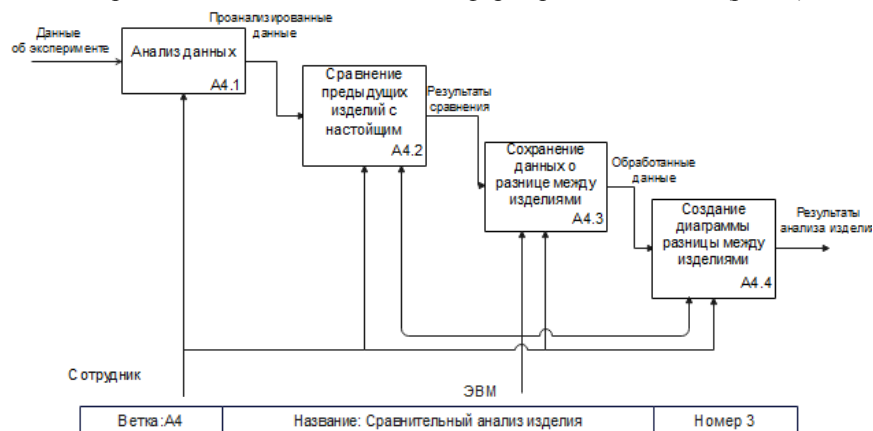 Данные
об эксперименте
Анализ данных
А4.1
Проанализированные
данные
Сравнение
предыдущих
изделий с
настойщим
А4.2
Результаты
сравнения
Сохранение
данных о
разнице между
изделиями
А4.3
Обработанные
данные
Создание
диаграммы
разницы между
изделиями
А4.4
Результаты
анализа изделия
Сотрудник
ЭВМ
Ветка:А4
Название: Сравнительный анализ изделия
Номер 3